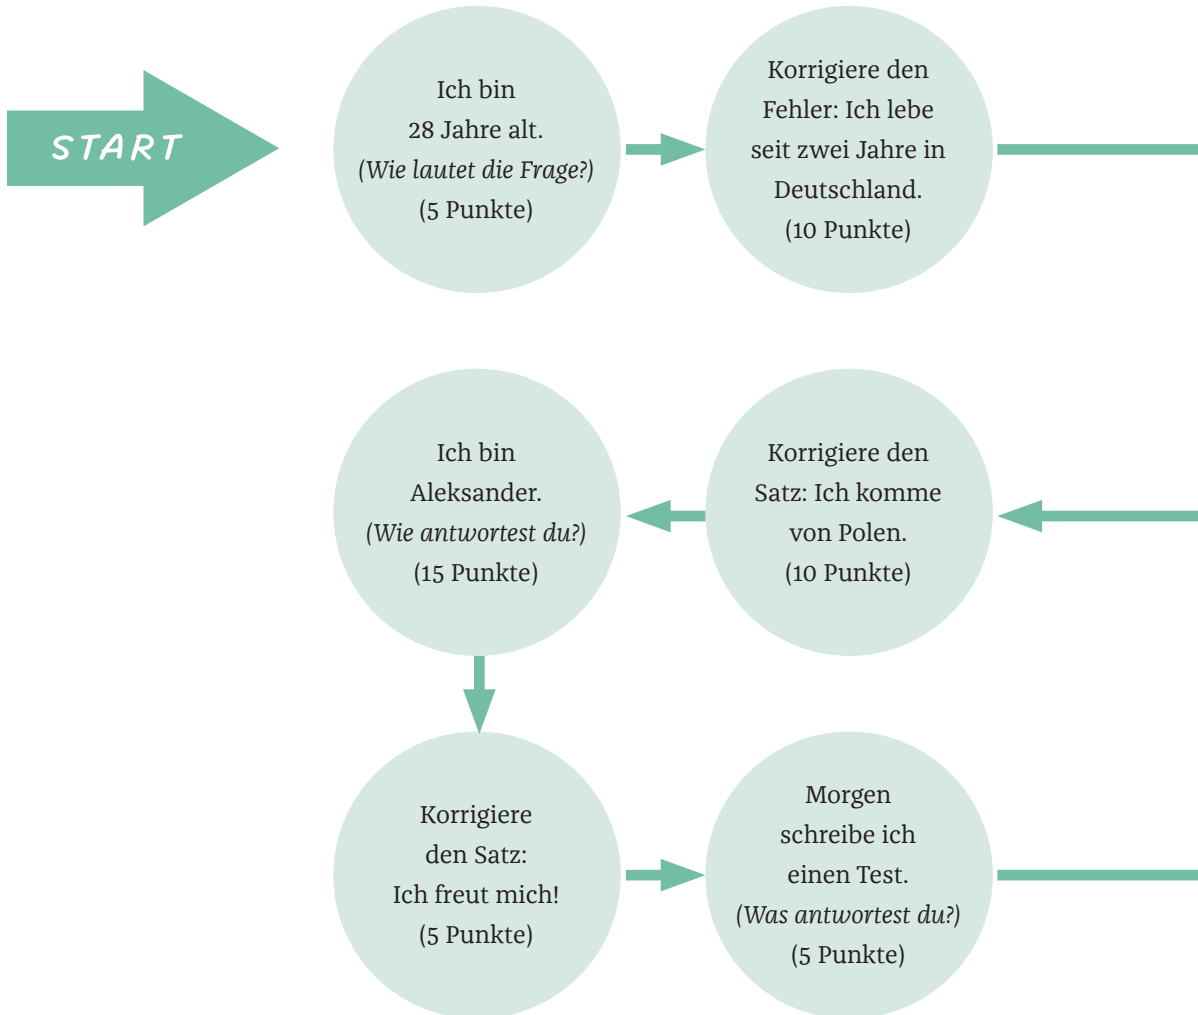 START
Ich bin
28 Jahre alt.
(Wie lautet die Frage?)
(5 Punkte)
Korrigiere den
Fehler: Ich lebe
seit zwei Jahre in
Deutschland.
(10 Punkte)
Korrigiere den
Satz: Ich komme
von Polen.
(10 Punkte)
Ich bin
Aleksander.
(Wie antwortest du?)
(15 Punkte)
Korrigiere
den Satz:
Ich freut mich!
(5 Punkte)
Morgen
schreibe ich
einen Test.
(Was antwortest du?)
(5 Punkte)